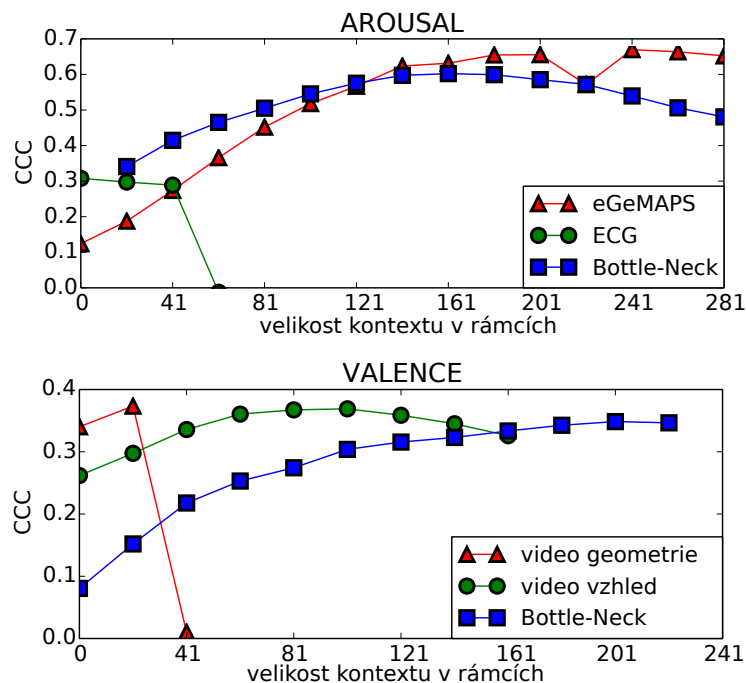 AROUSAL
0.7
0.6
0.5
0.4
0.3
0.2
0.1
0.0
CCC
eGeMAPS
ECG
Bottle-Neck
0 41 81 121 161 201 241 281
velikost kontextu v rámcích
VALENCE
0.4
0.3
0.2
0.1
0.0
CCC
video geometrie
video vzhled
Bottle-Neck
0 41 81 121 161 201 241
velikost kontextu v rámcích